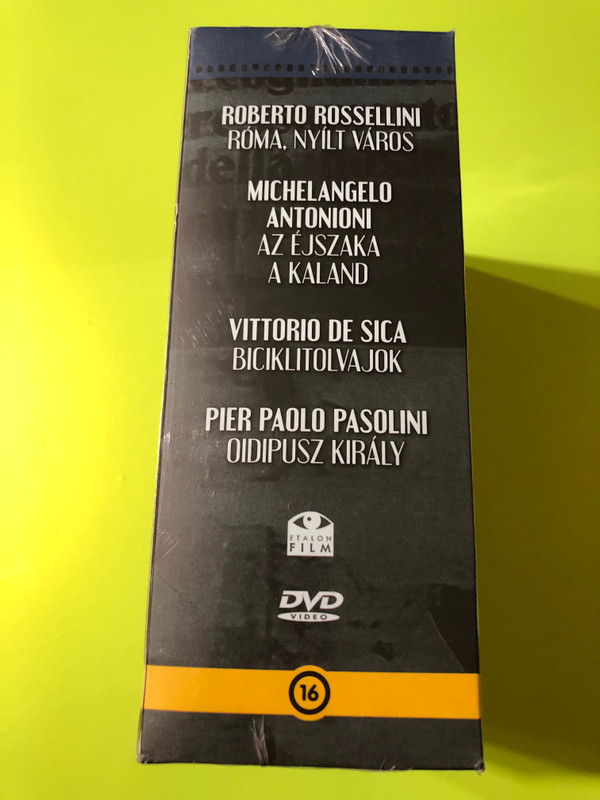 ROBERTO ROSSELLINI
RÓMA, NYÍLT VÁROS
MICHELANGELO
ANTONIONI
AZ ÉJSZAKA
A KALAND
VITTORIO DE SICA
BICIKLITOLVAJOK
PIER PAOLO PASOLINI
OIDIPUSZ KIRÁLY
ETALON
FILM
DVD
VIDEO
16